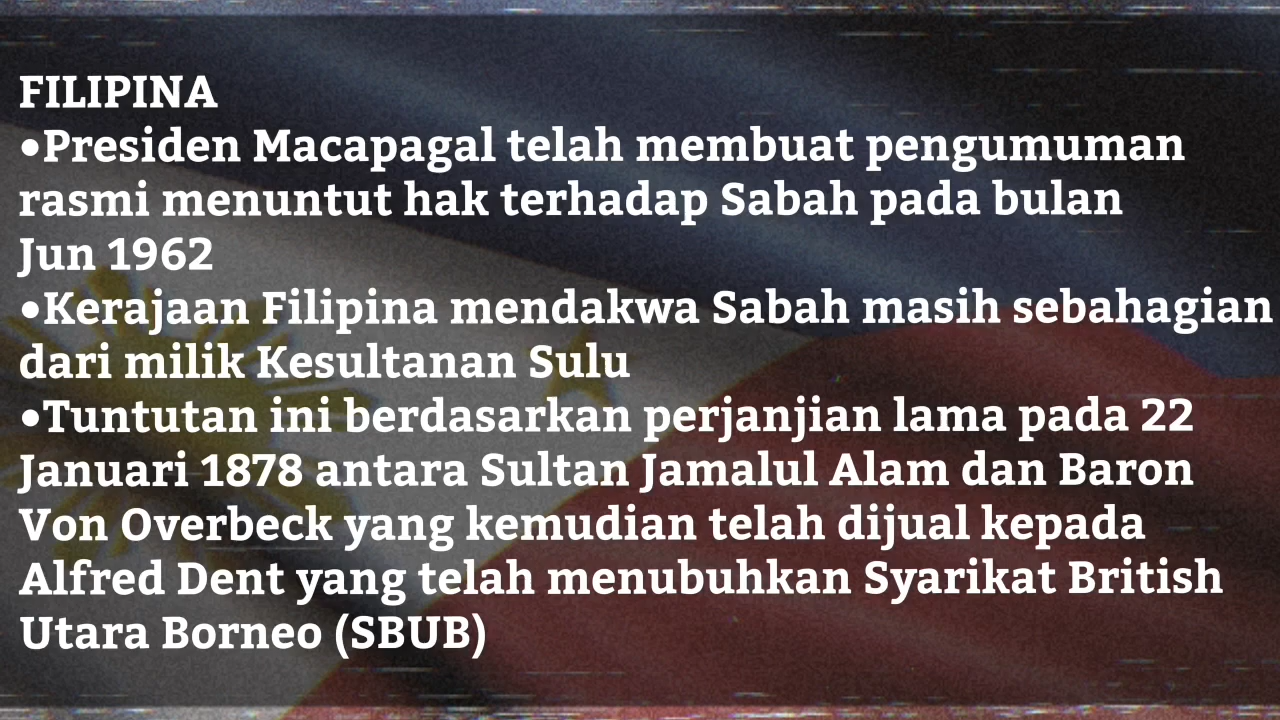 FILIPINA
•Presiden Macapagal telah membuat pengumuman
rasmi menuntut hak terhadap Sabah pada bulan
Jun 1962
•Kerajaan Filipina mendakwa Sabah masih sebahagian
dari milik Kesultanan Sulu
•Tuntutan ini berdasarkan perjanjian lama pada 22
Januari 1878 antara Sultan Jamalul Alam dan Baron
Von Overbeck yang kemudian telah dijual kepada
Alfred Dent yang telah menubuhkan Syarikat British
Utara Borneo (SBUB)